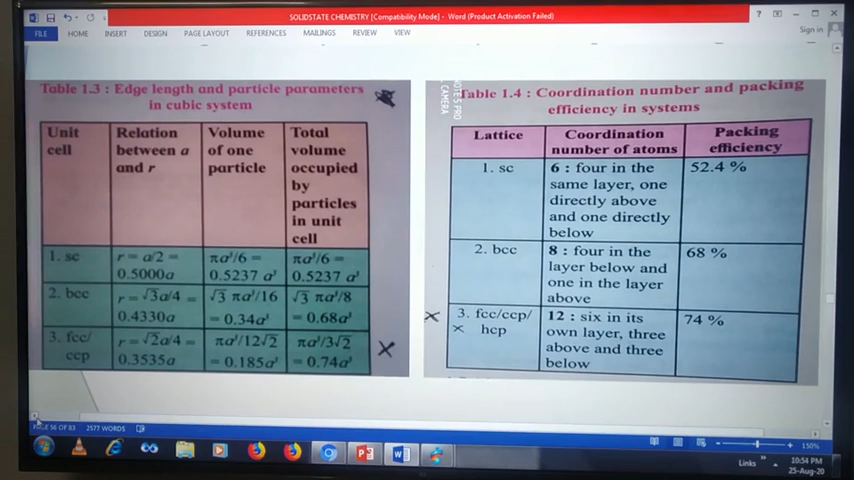 SOLIDSTATE CHEMISTRY [Compatibility Mode] - Word (Product Activation Failed)
FILE HOME INSERT DESIGN PAGE LAYOUT REFERENCES MAILINGS REVIEW VIEW Sign in
Table 1.3 : Edge length and particle parameters
in cubic system
Unit
cell
Relation
between a
and r
Volume
of one
particle
Total
volume
occupied
by
particles
in unit
cell
1. sc
r = a/2 =
0.5000a
πa³/6 =
0.5237 a³
πa³/6 =
0.5237 a³
2. bcc
r = √3a/4 =
0.4330a
√3 πa³/16
= 0.34a³
√3 πa³/8
= 0.68a³
3. fcc/
ccp
r = √2a/4 =
0.3535a
πa³/12√2
= 0.185a³
πa³/3√2
= 0.74a³
Table 1.4 : Coordination number and packing
efficiency in systems
Lattice
Coordination
number of atoms
Packing
efficiency
1. sc
6 : four in the
same layer, one
directly above
and one directly
below
52.4 %
2. bcc
8 : four in the
layer below and
one in the layer
above
68 %
3. fcc/ccp/
hcp
12 : six in its
own layer, three
above and three
below
74 %
PAGE 56 OF 83 2577 WORDS
150%
Links
10:54 PM
25-Aug-20